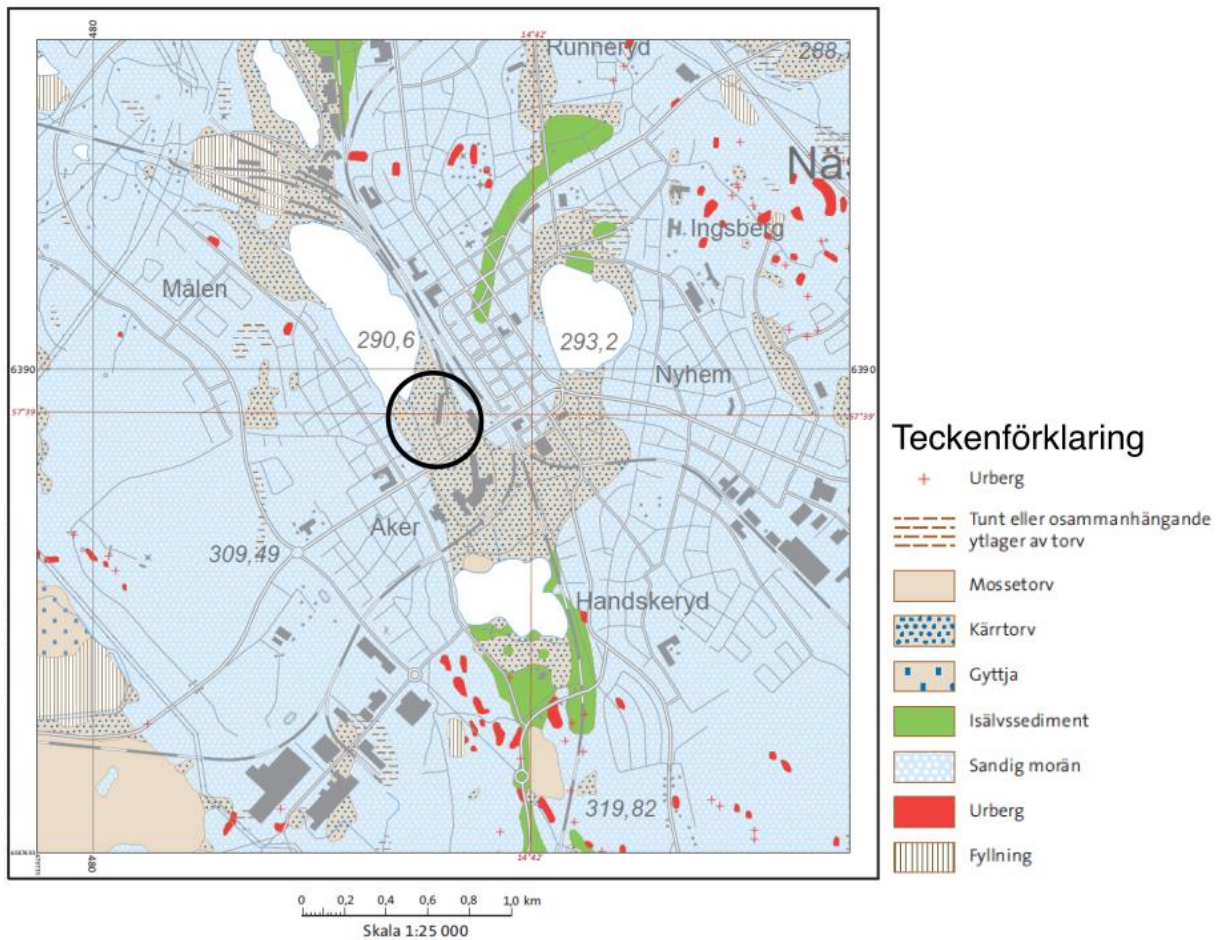 480
14°42'
Runneryd
288,
Näs
Ingsberg
Målen
290,6
293,2
6390
6390
Nyhem
57°39'
57°39'
Teckenförklaring
Urberg
Tunt eller osammanhängande
ytlager av torv
Mossetorv
Kärrtorv
Gyttja
Isälvssediment
Sandig morän
Urberg
Fyllning
Åker
309,49
Handskeryd
319,82
480
14°42'
0 0,2 0,4 0,6 0,8 1,0 km
Skala 1:25 000